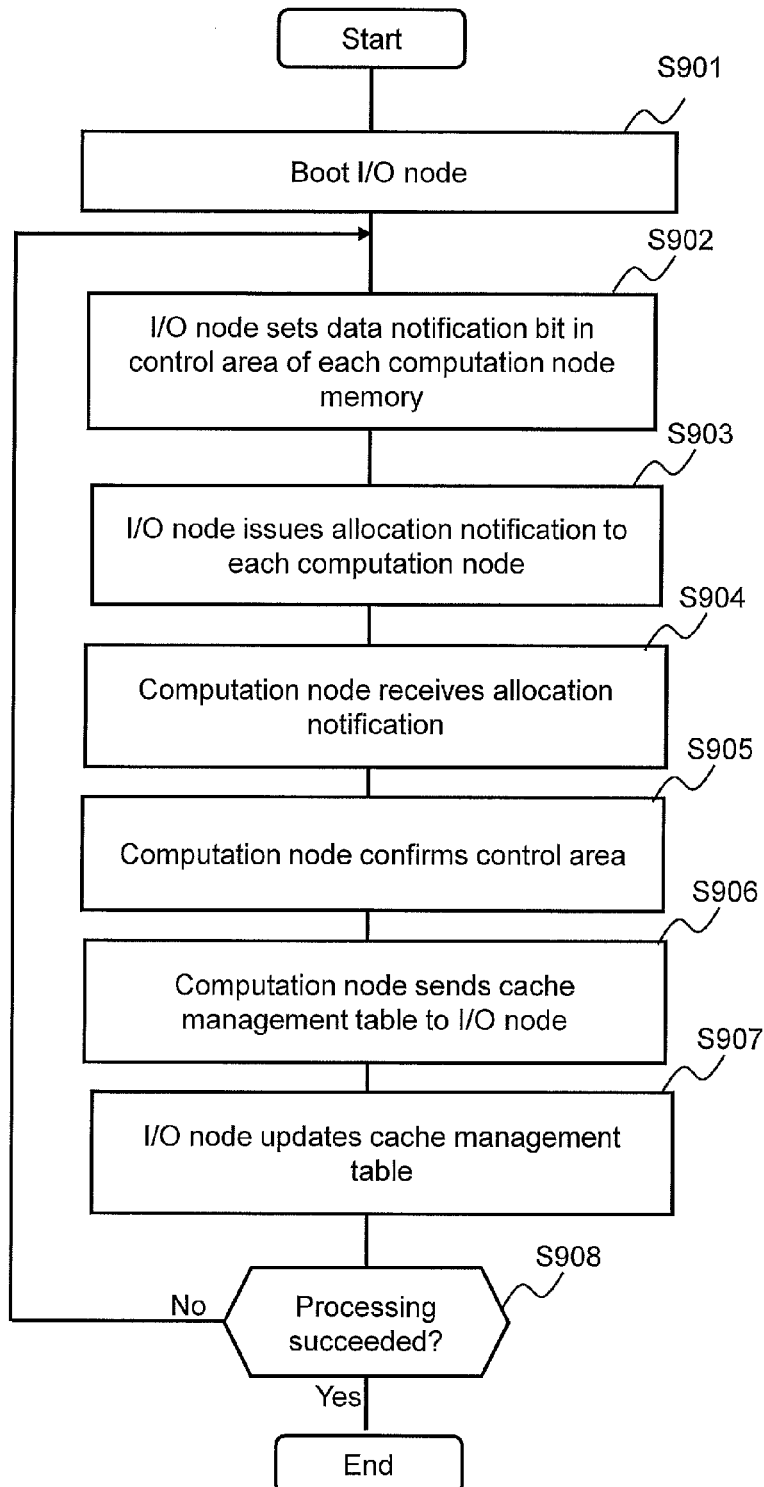 Start
S901
Boot I/O node
S902
I/O node sets data notification bit in
control area of each computation node
memory
S903
I/O node issues allocation notification to
each computation node
S904
Computation node receives allocation
notification
S905
Computation node confirms control area
S906
Computation node sends cache
management table to I/O node
S907
I/O node updates cache management
table
S908
No
Processing
succeeded?
Yes
End